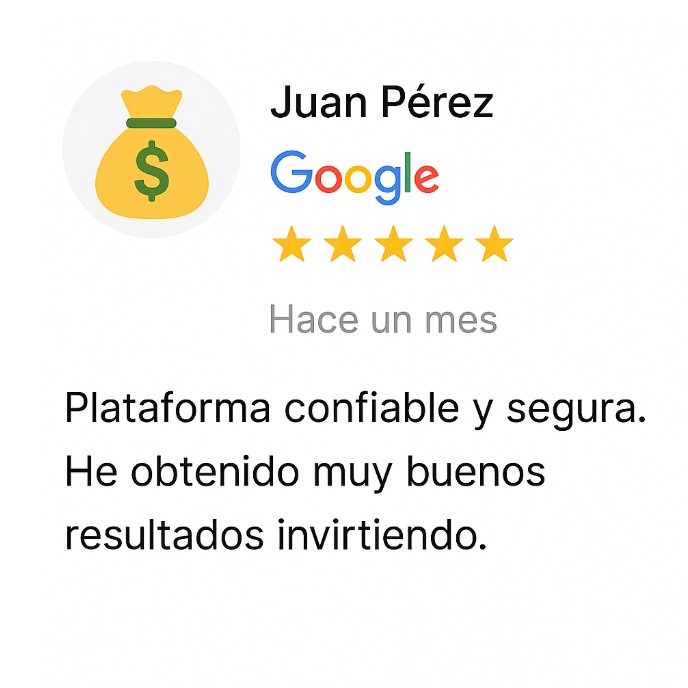 $
Juan Pérez
Google
Hace un mes
Plataforma confiable y segura.
He obtenido muy buenos
resultados invirtiendo.